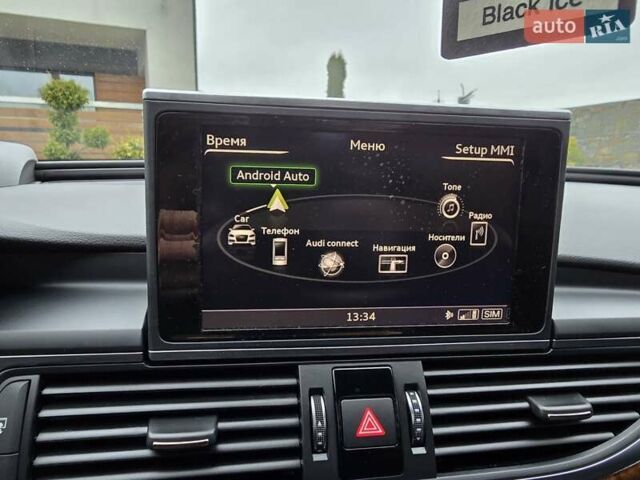 Black Ice
auto RIA
.com
Время
Меню
Setup MMI
Android Auto
Tone
Car
Радио
Телефон
Audi connect
Навигация
Носители
13:34
SIM